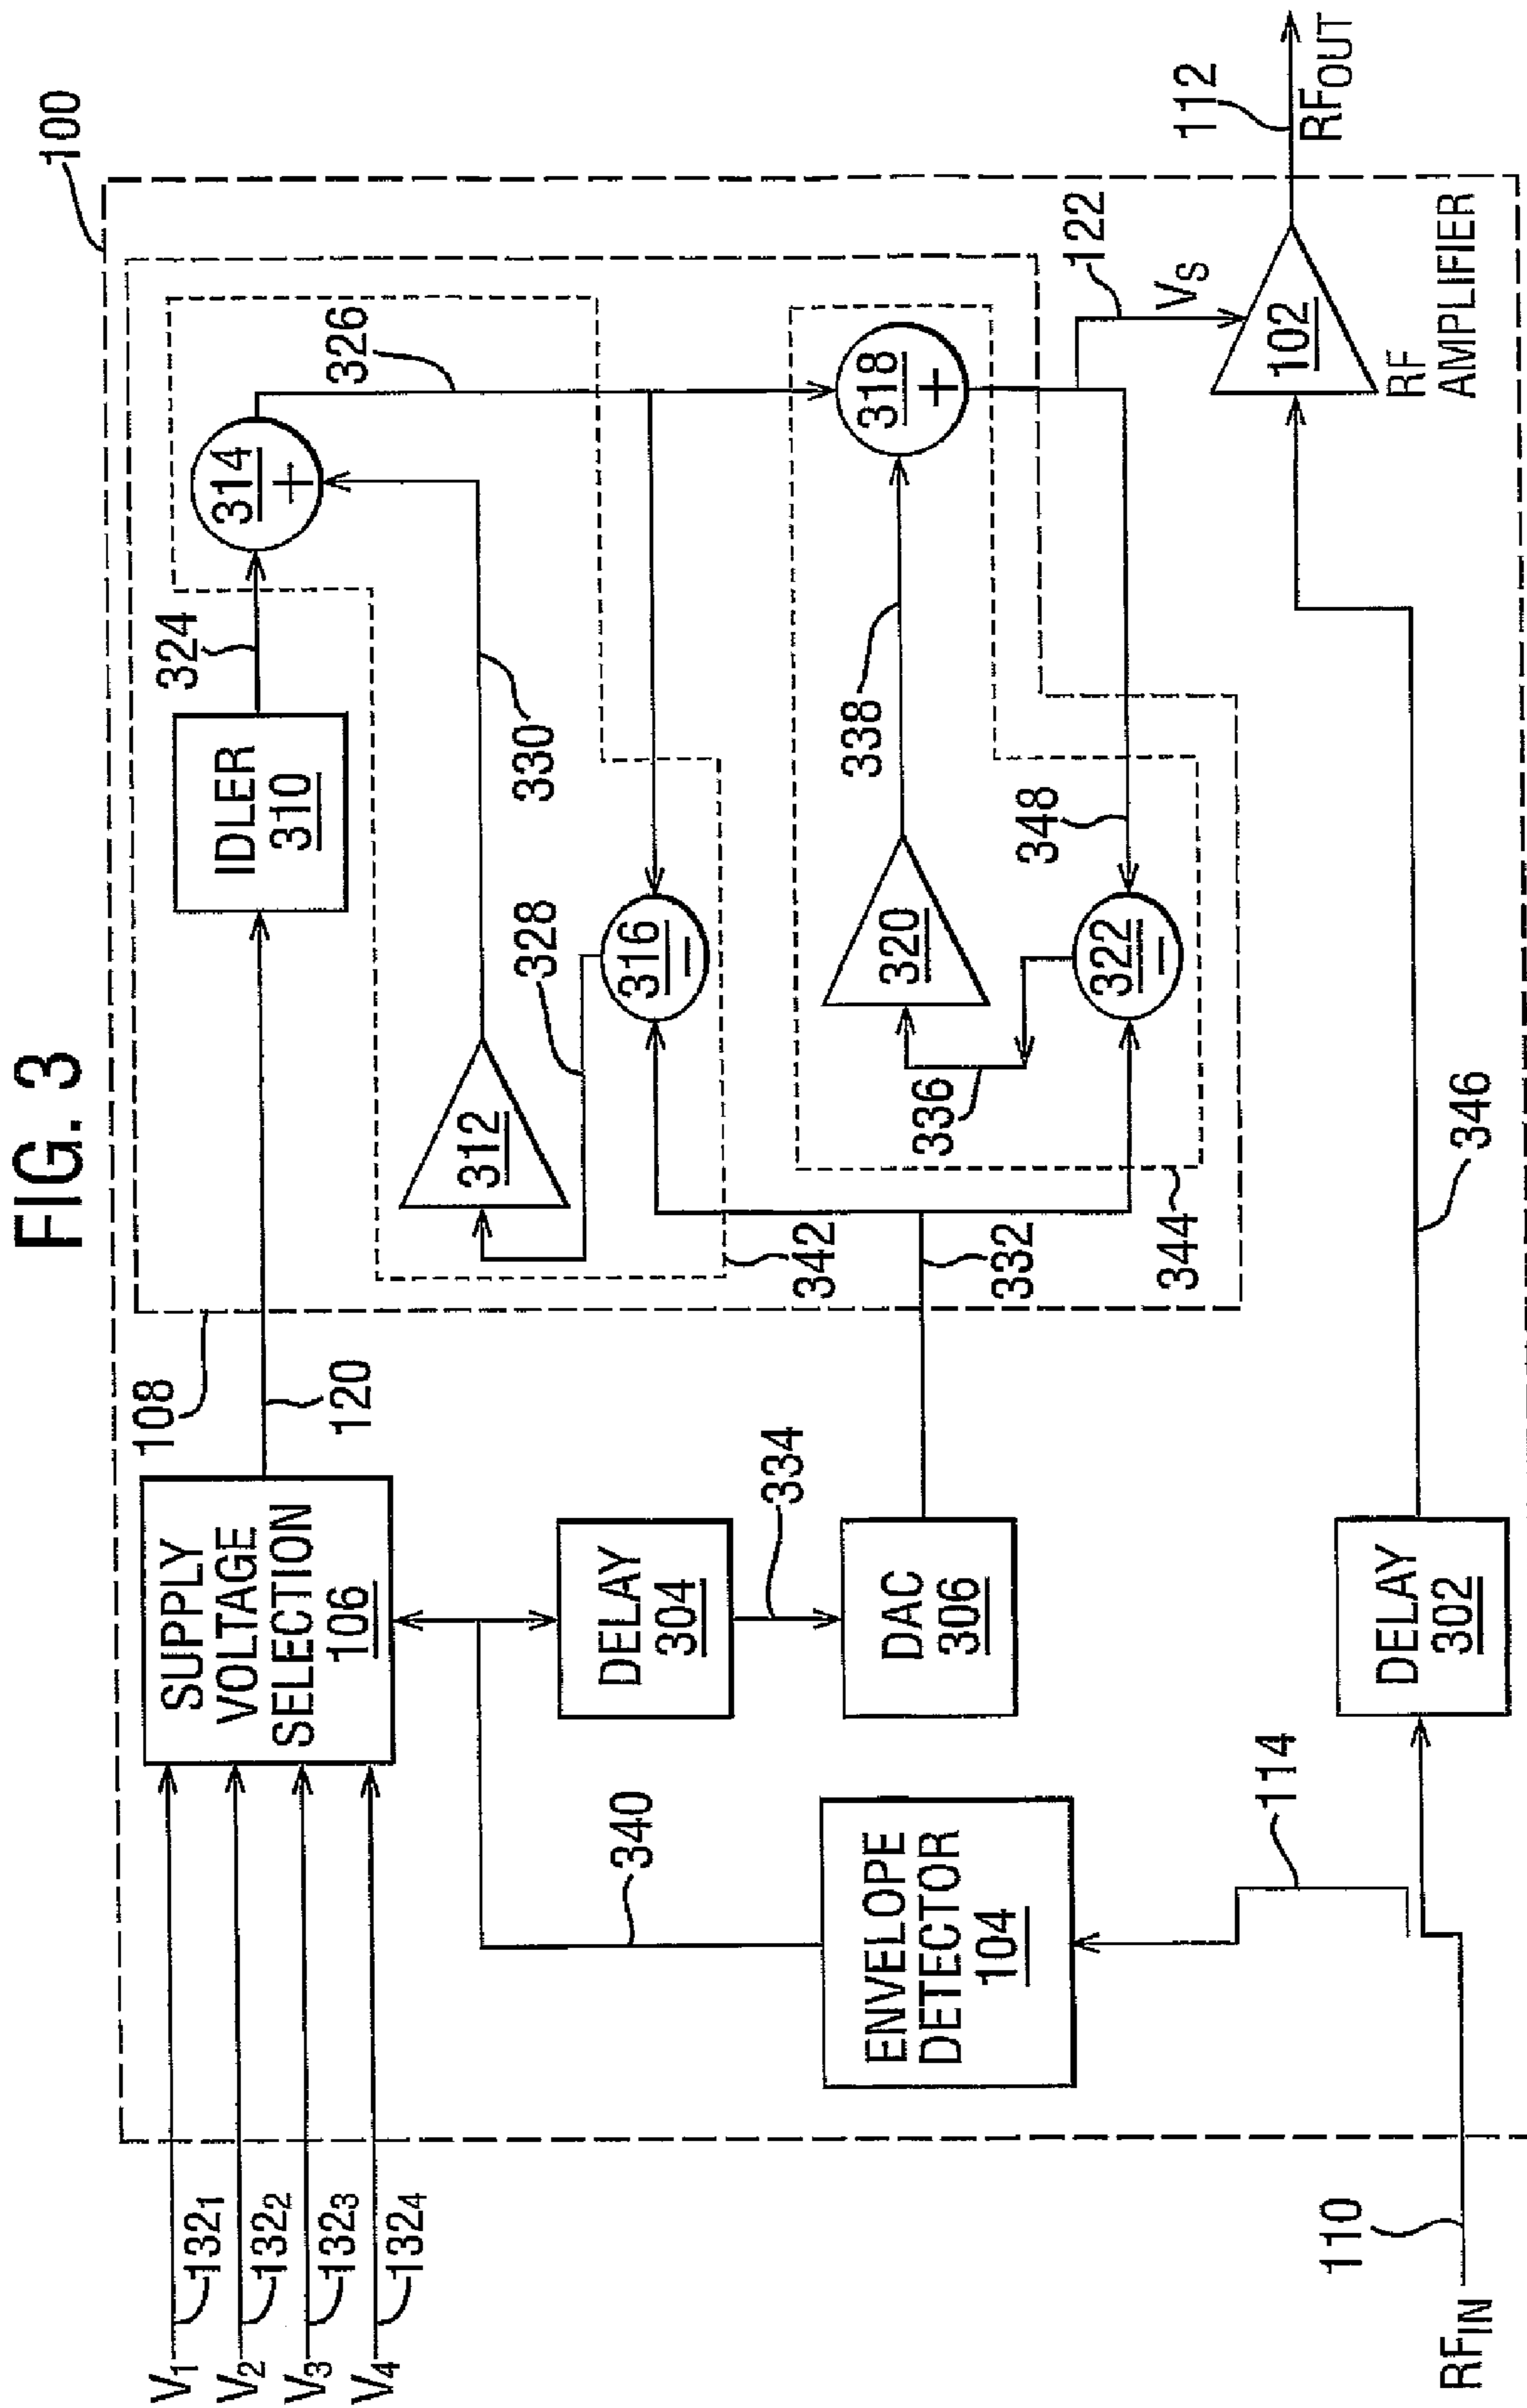 FIG. 3
100
108
V1
132₁
V2
132₂
V3
132₃
V4
132₄
SUPPLY
VOLTAGE
SELECTION
106
120
IDLER
310
324
314
+
326
330
312
328
316
–
342
340
DELAY
304
334
DAC
306
332
344
336
320
338
318
+
322
–
348
122
VS
ENVELOPE
DETECTOR
104
114
110
RFIN
DELAY
302
346
102
RF
AMPLIFIER
112
RFOUT